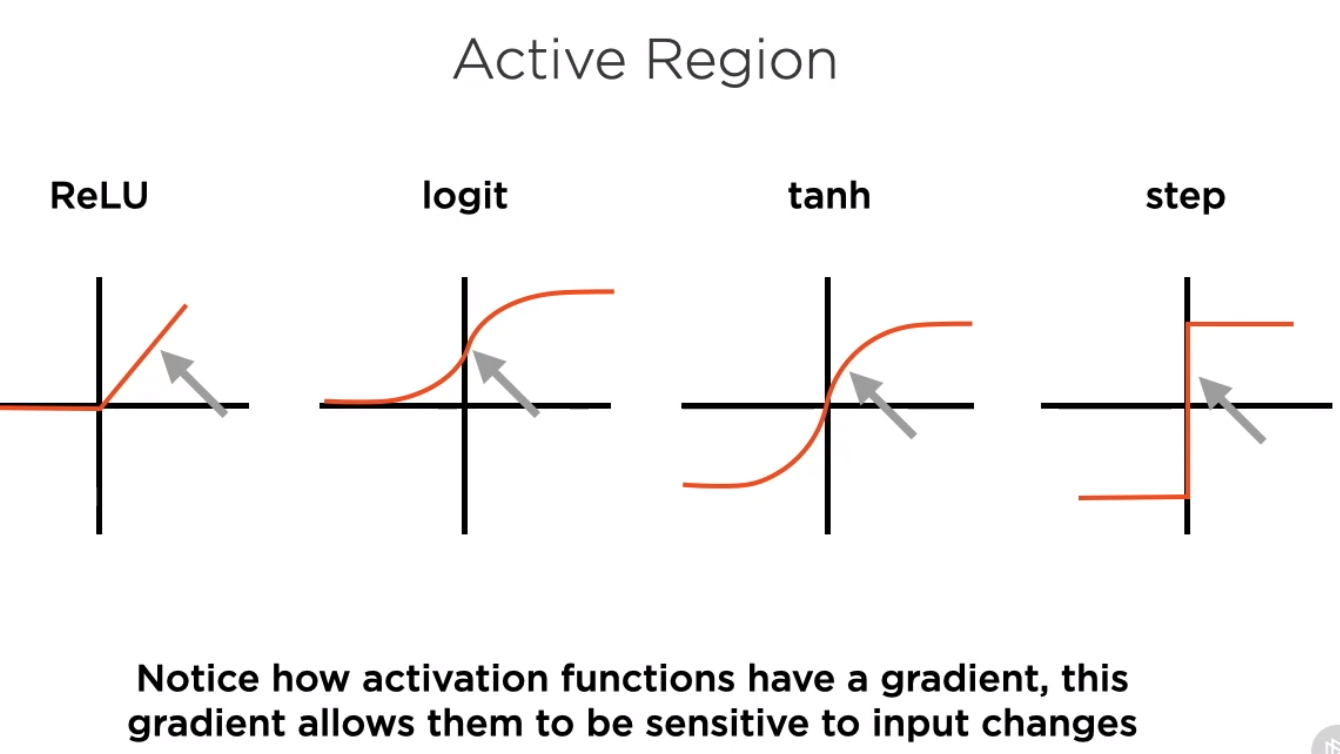 Active Region
ReLU
logit
tanh
step
Notice how activation functions have a gradient, this
gradient allows them to be sensitive to input changes